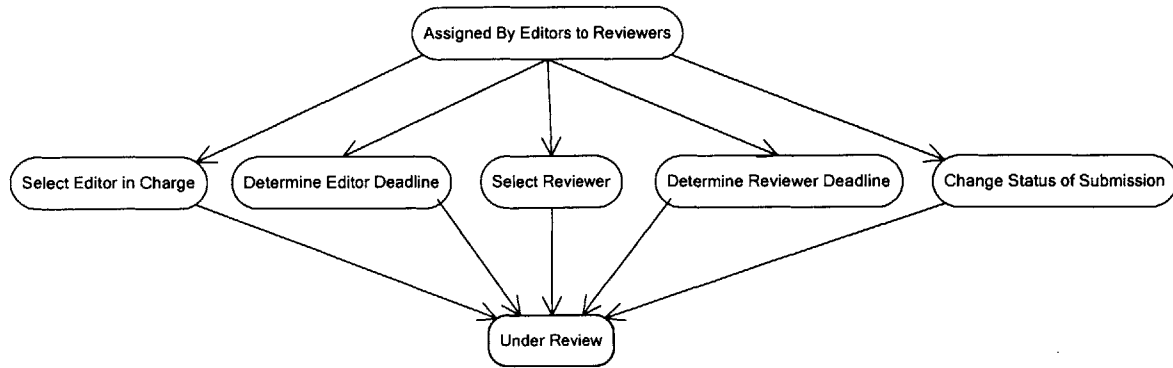 Assigned By Editors to Reviewers
Select Editor in Charge
Determine Editor Deadline
Select Reviewer
Determine Reviewer Deadline
Change Status of Submission
Under Review